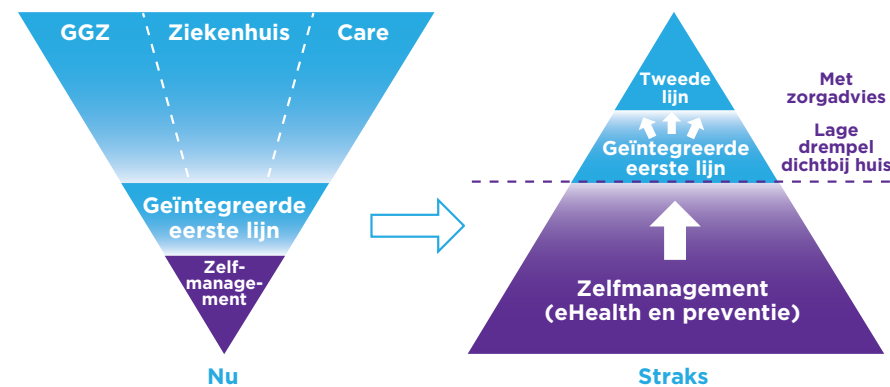 GGZ
Ziekenhuis
Care
Geïntegreerde
eerste lijn
Zelf-
manage-
ment
Nu
Tweede
lijn
Geïntegreerde
eerste lijn
Zelfmanagement
(eHealth en preventie)
Met
zorgadvies
Lage
drempel
dichtbij huis
Straks